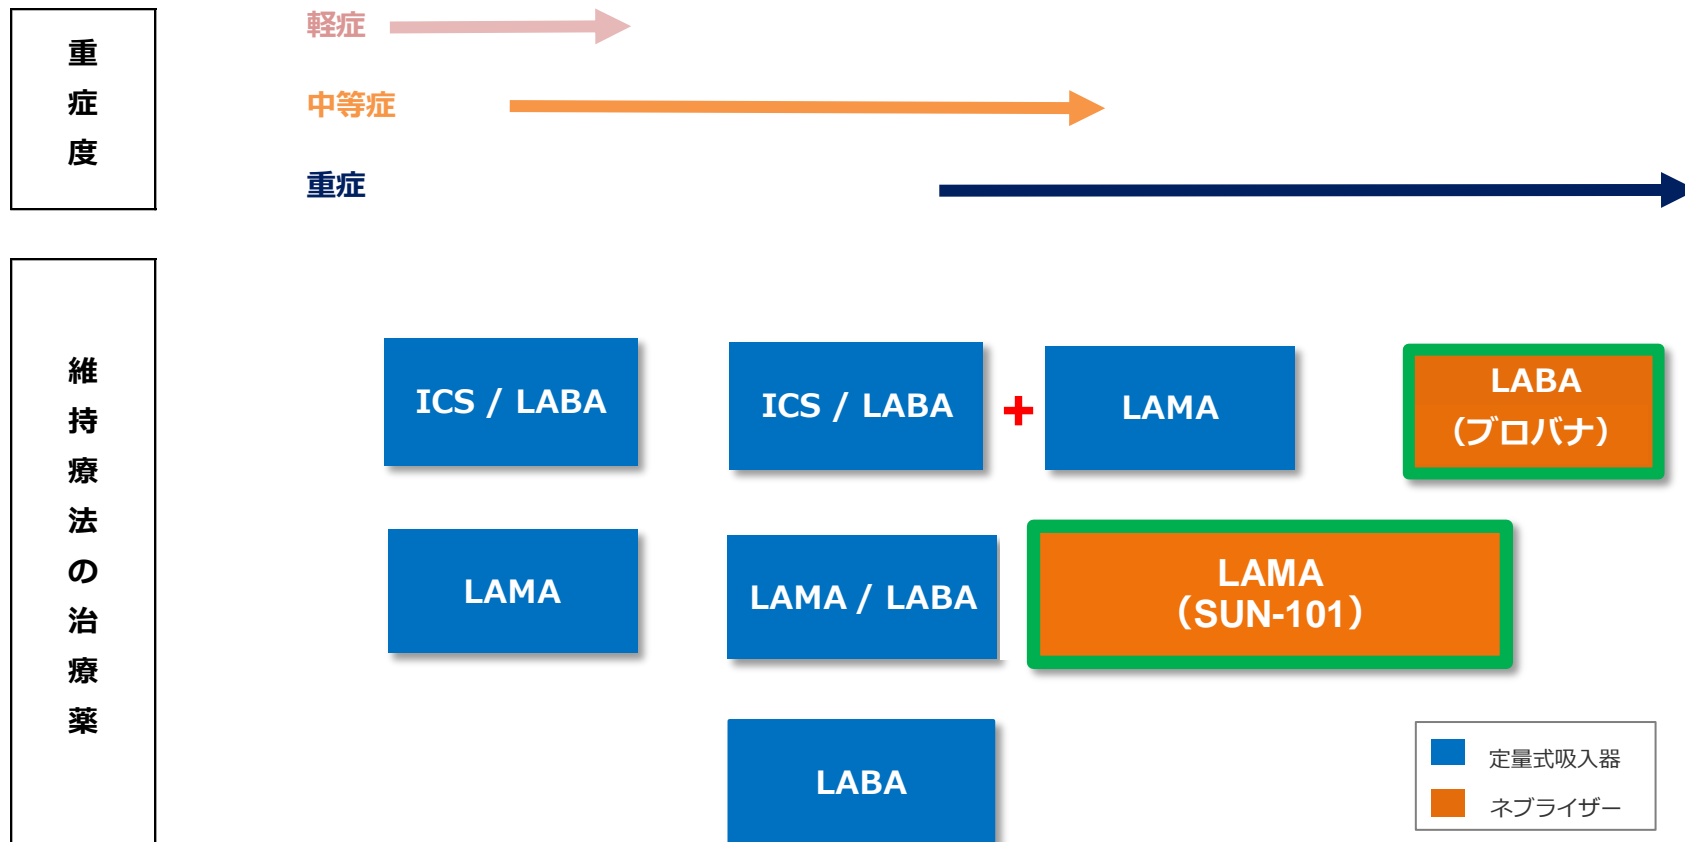 重症度
軽症
中等症
重症
維持療法の治療薬
ICS / LABA
ICS / LABA
+
LAMA
LABA
（ブロバナ）
LAMA
LAMA / LABA
LAMA
（SUN-101）
LABA
定量式吸入器
ネブライザー